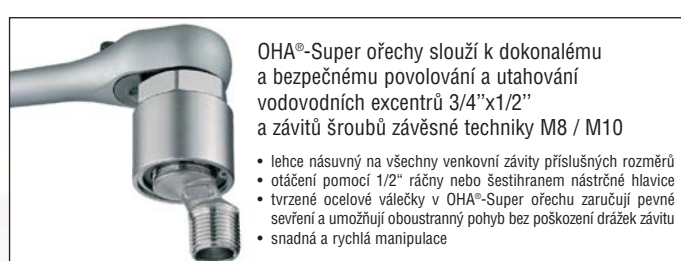 OHA®-Super ořechy slouží k dokonalému
a bezpečnému povolování a utahování
vodovodních excentrů 3/4’’x1/2’’
a závitů šroubů závěsné techniky M8 / M10
• lehce násuvný na všechny venkovní závity příslušných rozměrů
• otáčení pomocí 1/2“ ráčny nebo šestihranem nástrčné hlavice
• tvrzené ocelové válečky v OHA®-Super ořechu zaručují pevné
sevření a umožňují oboustranný pohyb bez poškození drážek závitu
• snadná a rychlá manipulace